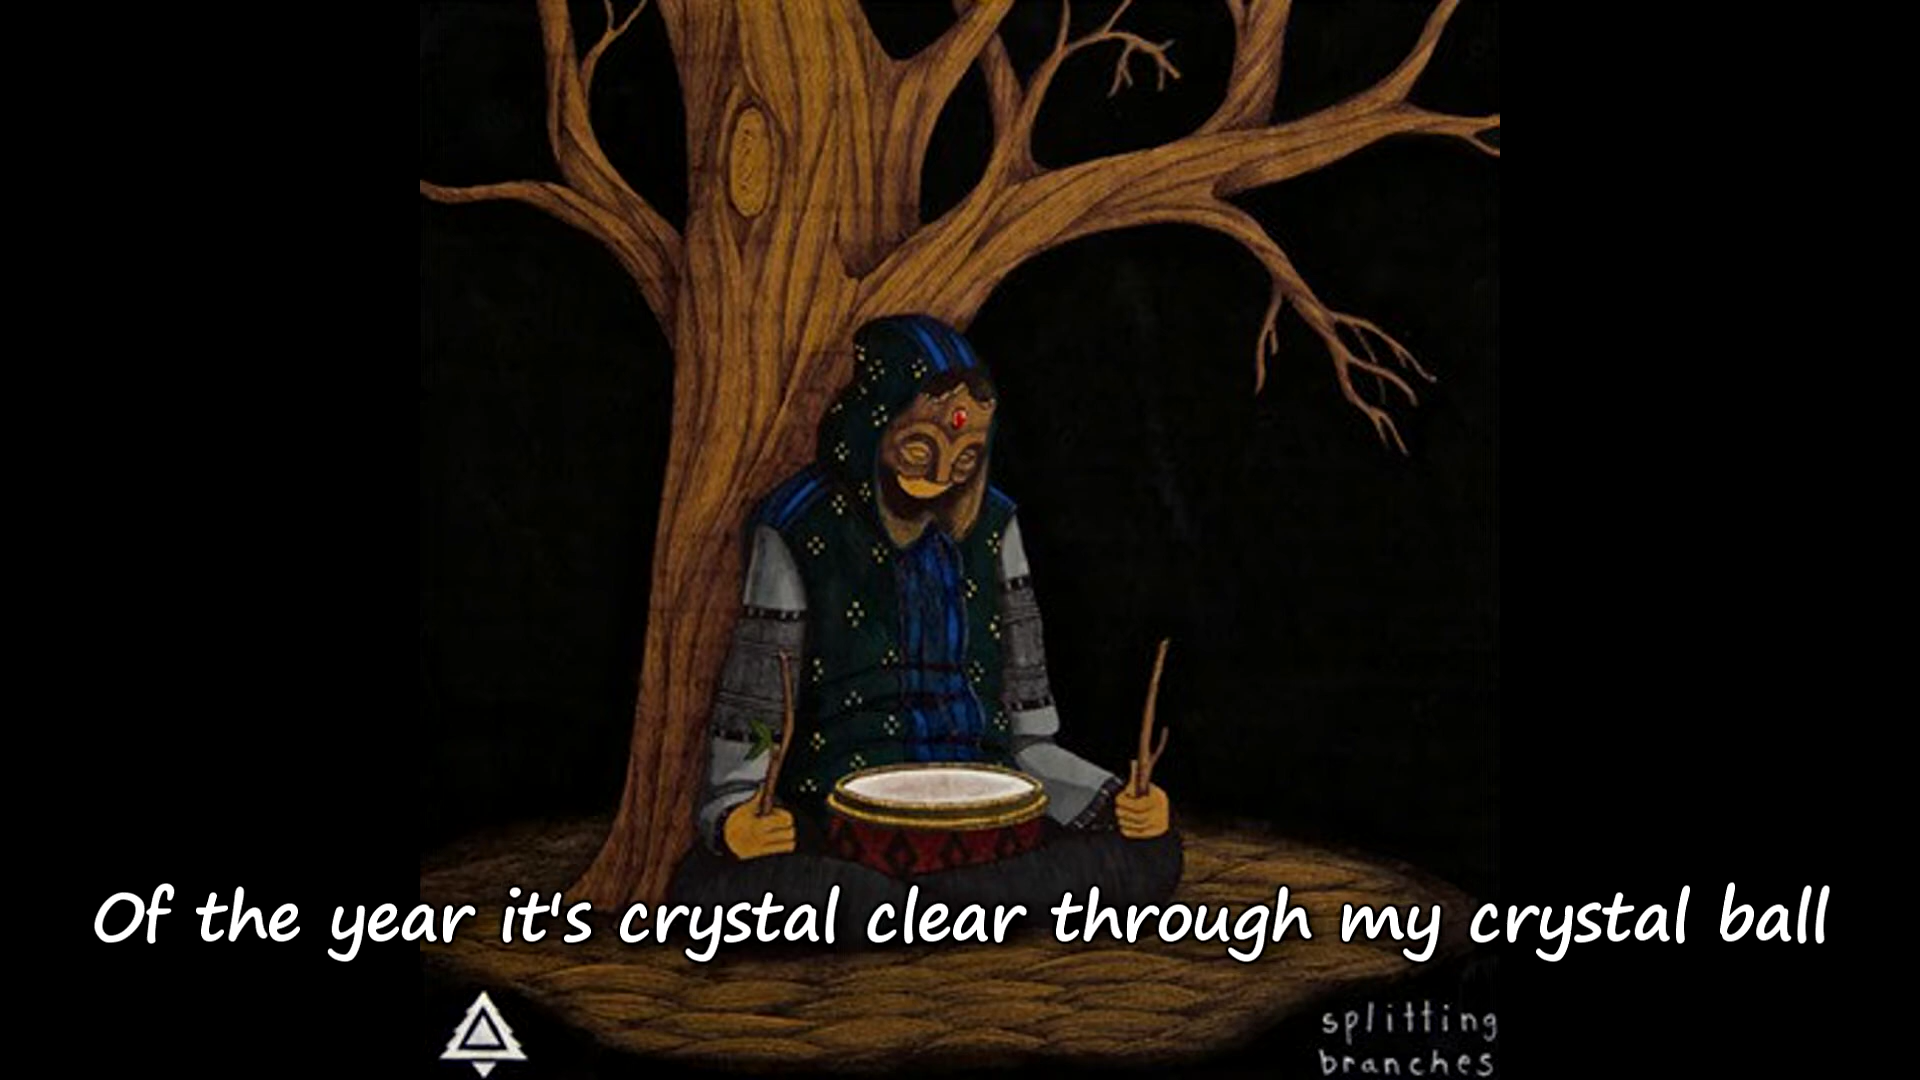 Of the year it's crystal clear through my crystal ball
splitting
branches